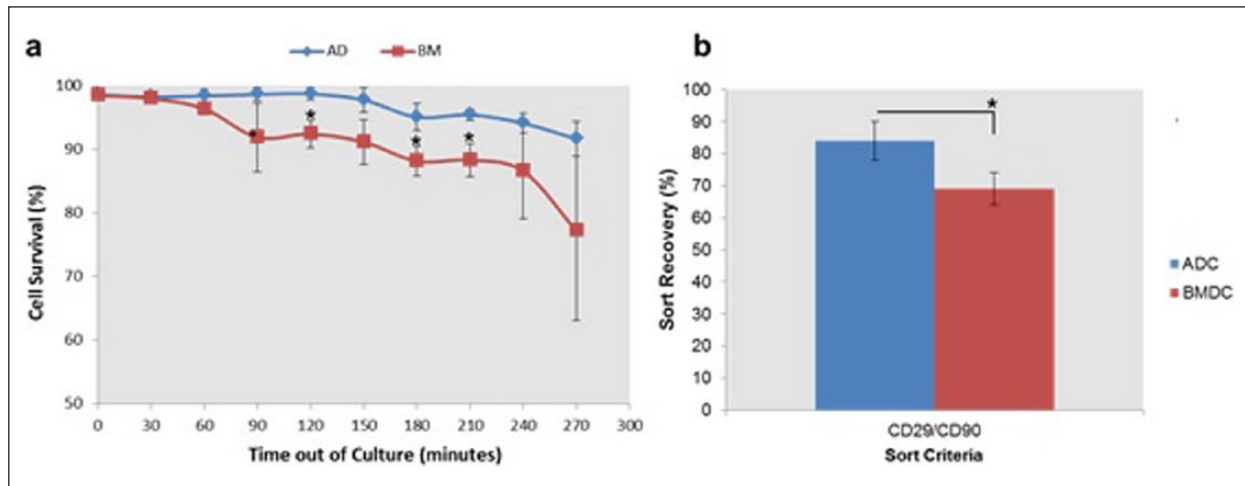 a
AD BM
Cell Survival (%)
100
90
80
70
60
50
* * * *
*
0 30 60 90 120 150 180 210 240 270 300
Time out of Culture (minutes)
b
Sort Recovery (%)
100
90
80
70
60
50
40
30
20
10
0
*
CD29/CD90
Sort Criteria
ADC
BMDC